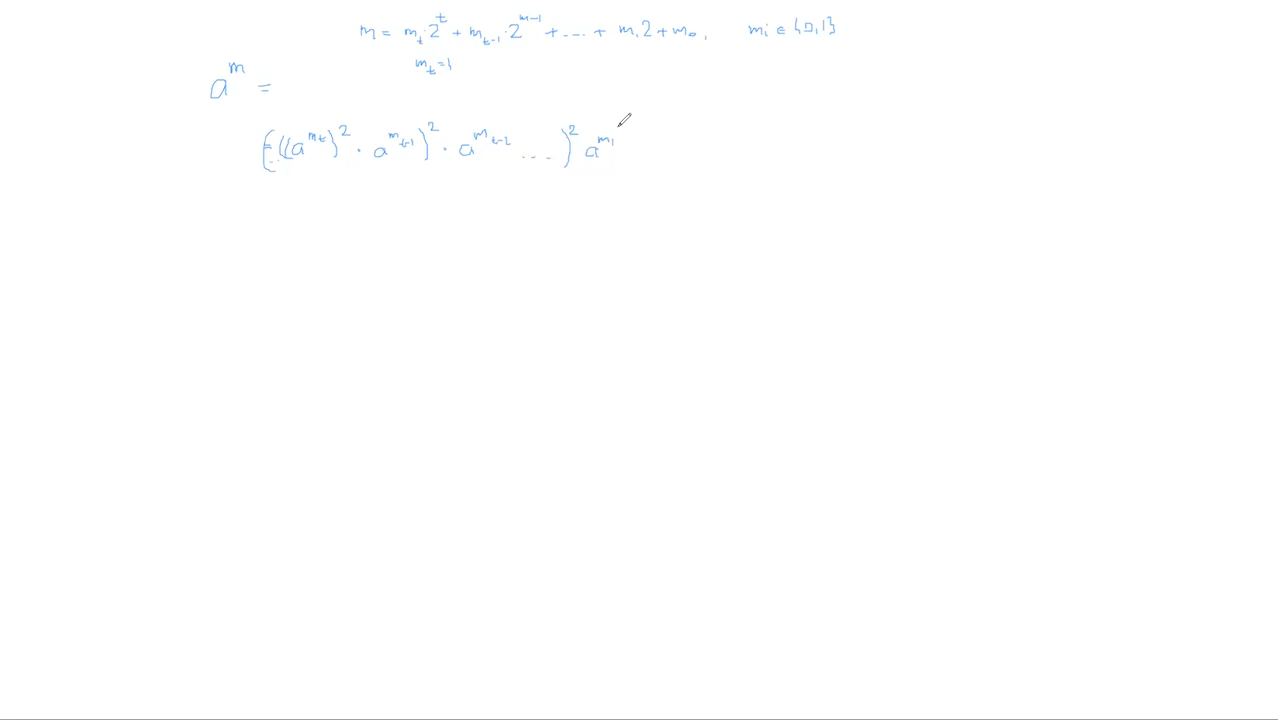 m = m_t · 2^t + m_{t-1} · 2^{m-1} + .... + m_1 2 + m_0 , m_i ∈ {0,1}
m_t = 1
a^m =
= (...((a^{m_t})^2 · a^{m_{t-1}})^2 · a^{m_{t-2}} ...)^2 a^{m_1}